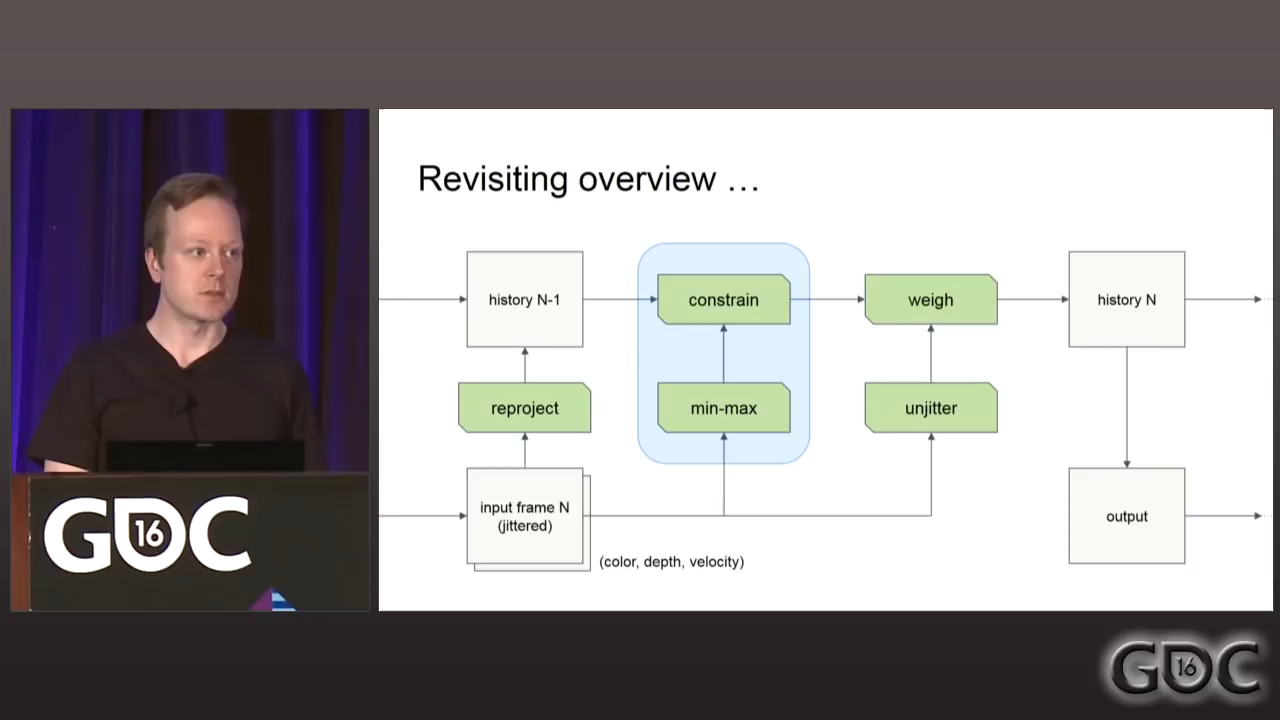 Revisiting overview …
history N-1
constrain
weigh
history N
reproject
min-max
unjitter
input frame N
(jittered)
output
(color, depth, velocity)
GDC
16
GDC
16